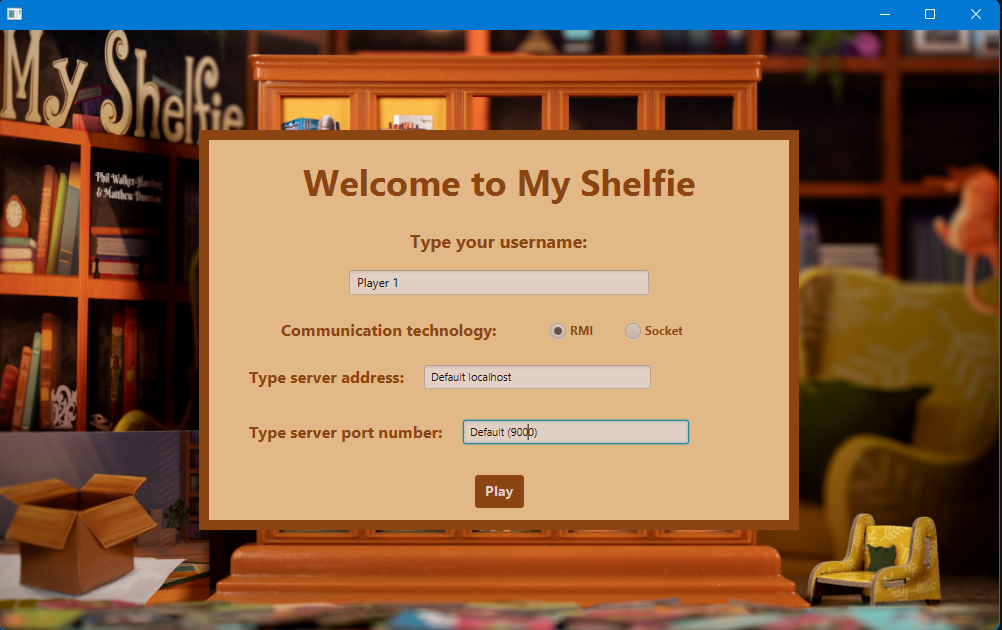 My Shelfie
Phil Walker-Harding
& Matthew Dunstan
Welcome to My Shelfie
Type your username:
Player 1
Communication technology:
RMI
Socket
Type server address:
Default localhost
Type server port number:
Default (9000)
Play